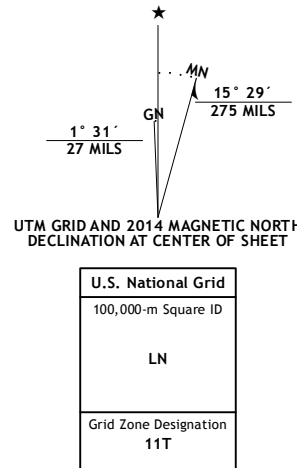 ★
MN
GN
15° 29´
275 MILS
1° 31´
27 MILS
UTM GRID AND 2014 MAGNETIC NORTH
DECLINATION AT CENTER OF SHEET
U.S. National Grid
100,000-m Square ID
LN
Grid Zone Designation
11T